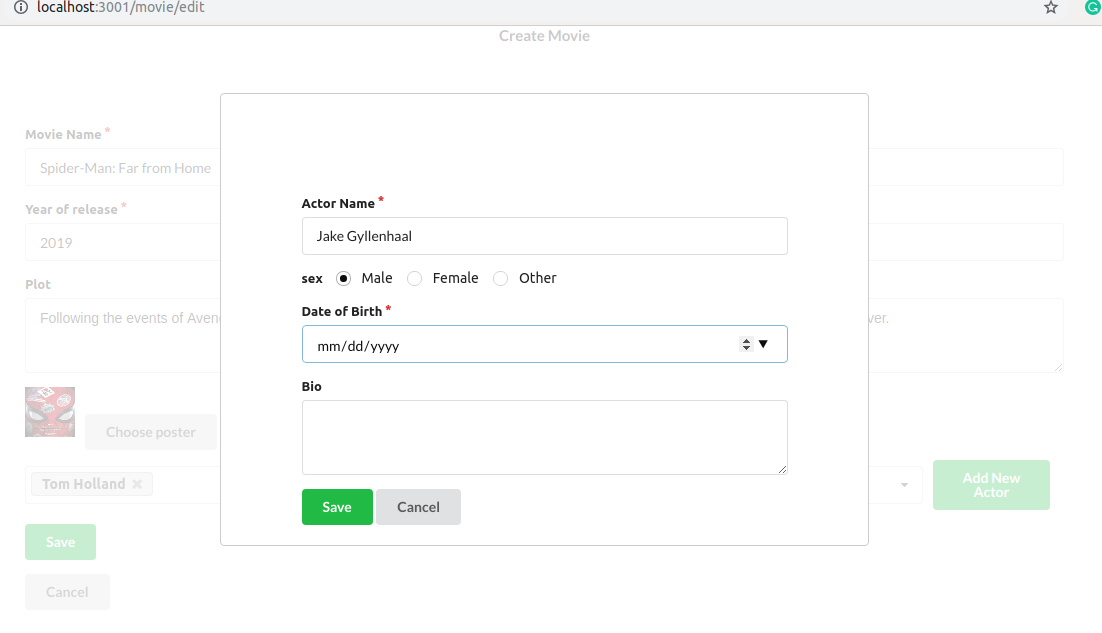 localhost:3001/movie/edit
Create Movie
Movie Name *
Spider-Man: Far from Home
Year of release *
2019
Plot
Following the events of Aven
ver.
Choose poster
Tom Holland
Add New
Actor
Save
Cancel
Actor Name *
Jake Gyllenhaal
sex Male Female Other
Date of Birth *
mm/dd/yyyy
Bio
Save Cancel